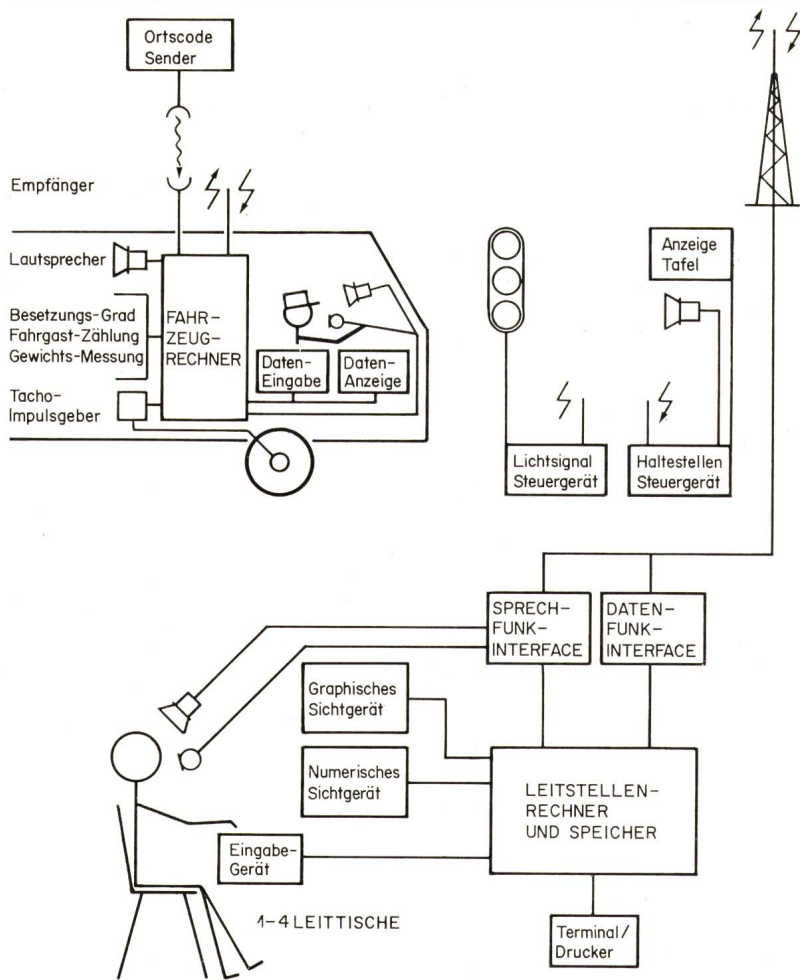 Ortscode
Sender
Empfänger
Lautsprecher
Besetzungs-Grad
Fahrgast-Zählung
Gewichts-Messung
Tacho-
Impulsgeber
FAHR-
ZEUG-
RECHNER
Daten-
Eingabe
Daten-
Anzeige
Anzeige
Tafel
Lichtsignal
Steuergerät
Haltestellen
Steuergerät
SPRECH-
FUNK-
INTERFACE
DATEN-
FUNK-
INTERFACE
Graphisches
Sichtgerät
Numerisches
Sichtgerät
LEITSTELLEN-
RECHNER
UND SPEICHER
Eingabe-
Gerät
1-4 LEITTISCHE
Terminal/
Drucker